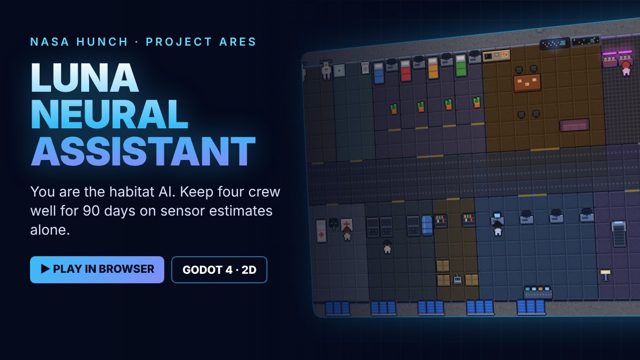 NASA HUNCH · PROJECT ARES
LUNA
NEURAL
ASSISTANT
You are the habitat AI. Keep four crew
well for 90 days on sensor estimates
alone.
▶ PLAY IN BROWSER
GODOT 4 · 2D